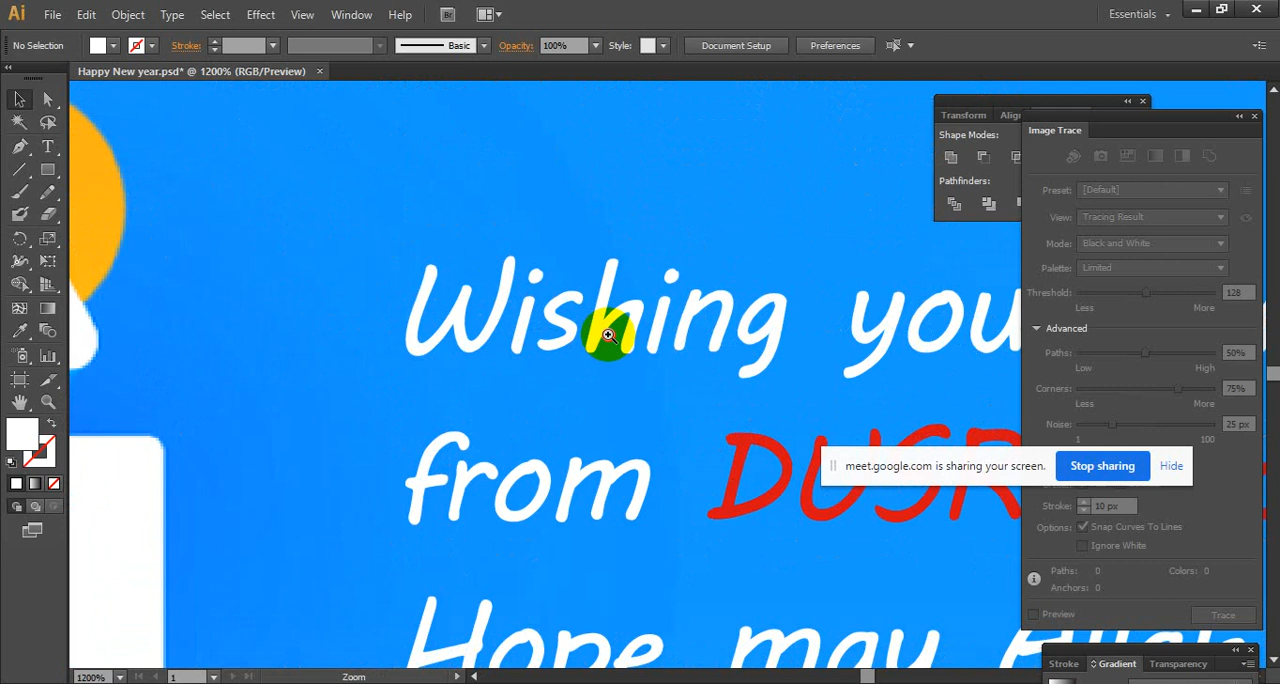 Ai File Edit Object Type Select Effect View Window Help Br Essentials
No Selection Stroke: Basic Opacity: 100% Style: Document Setup Preferences
Happy New year.psd* @ 1200% (RGB/Preview) ×
Transform
Shape Modes:
Pathfinders:
Image Trace
Preset: [Default]
View: Tracing Result
Mode: Black and White
Palette: Limited
Threshold: 128
Less More
Advanced
Paths: 50%
Low High
Corners: 75%
Less More
Noise: 25 px
1 100
Wishing you
from
meet.google.com is sharing your screen. Stop sharing Hide
Stroke: 10 px
Options: Snap Curves To Lines
Ignore White
Paths: 0 Colors: 0
Anchors: 0
Preview Trace
Hope may
Stroke Gradient Transparency
1200% 1 Zoom